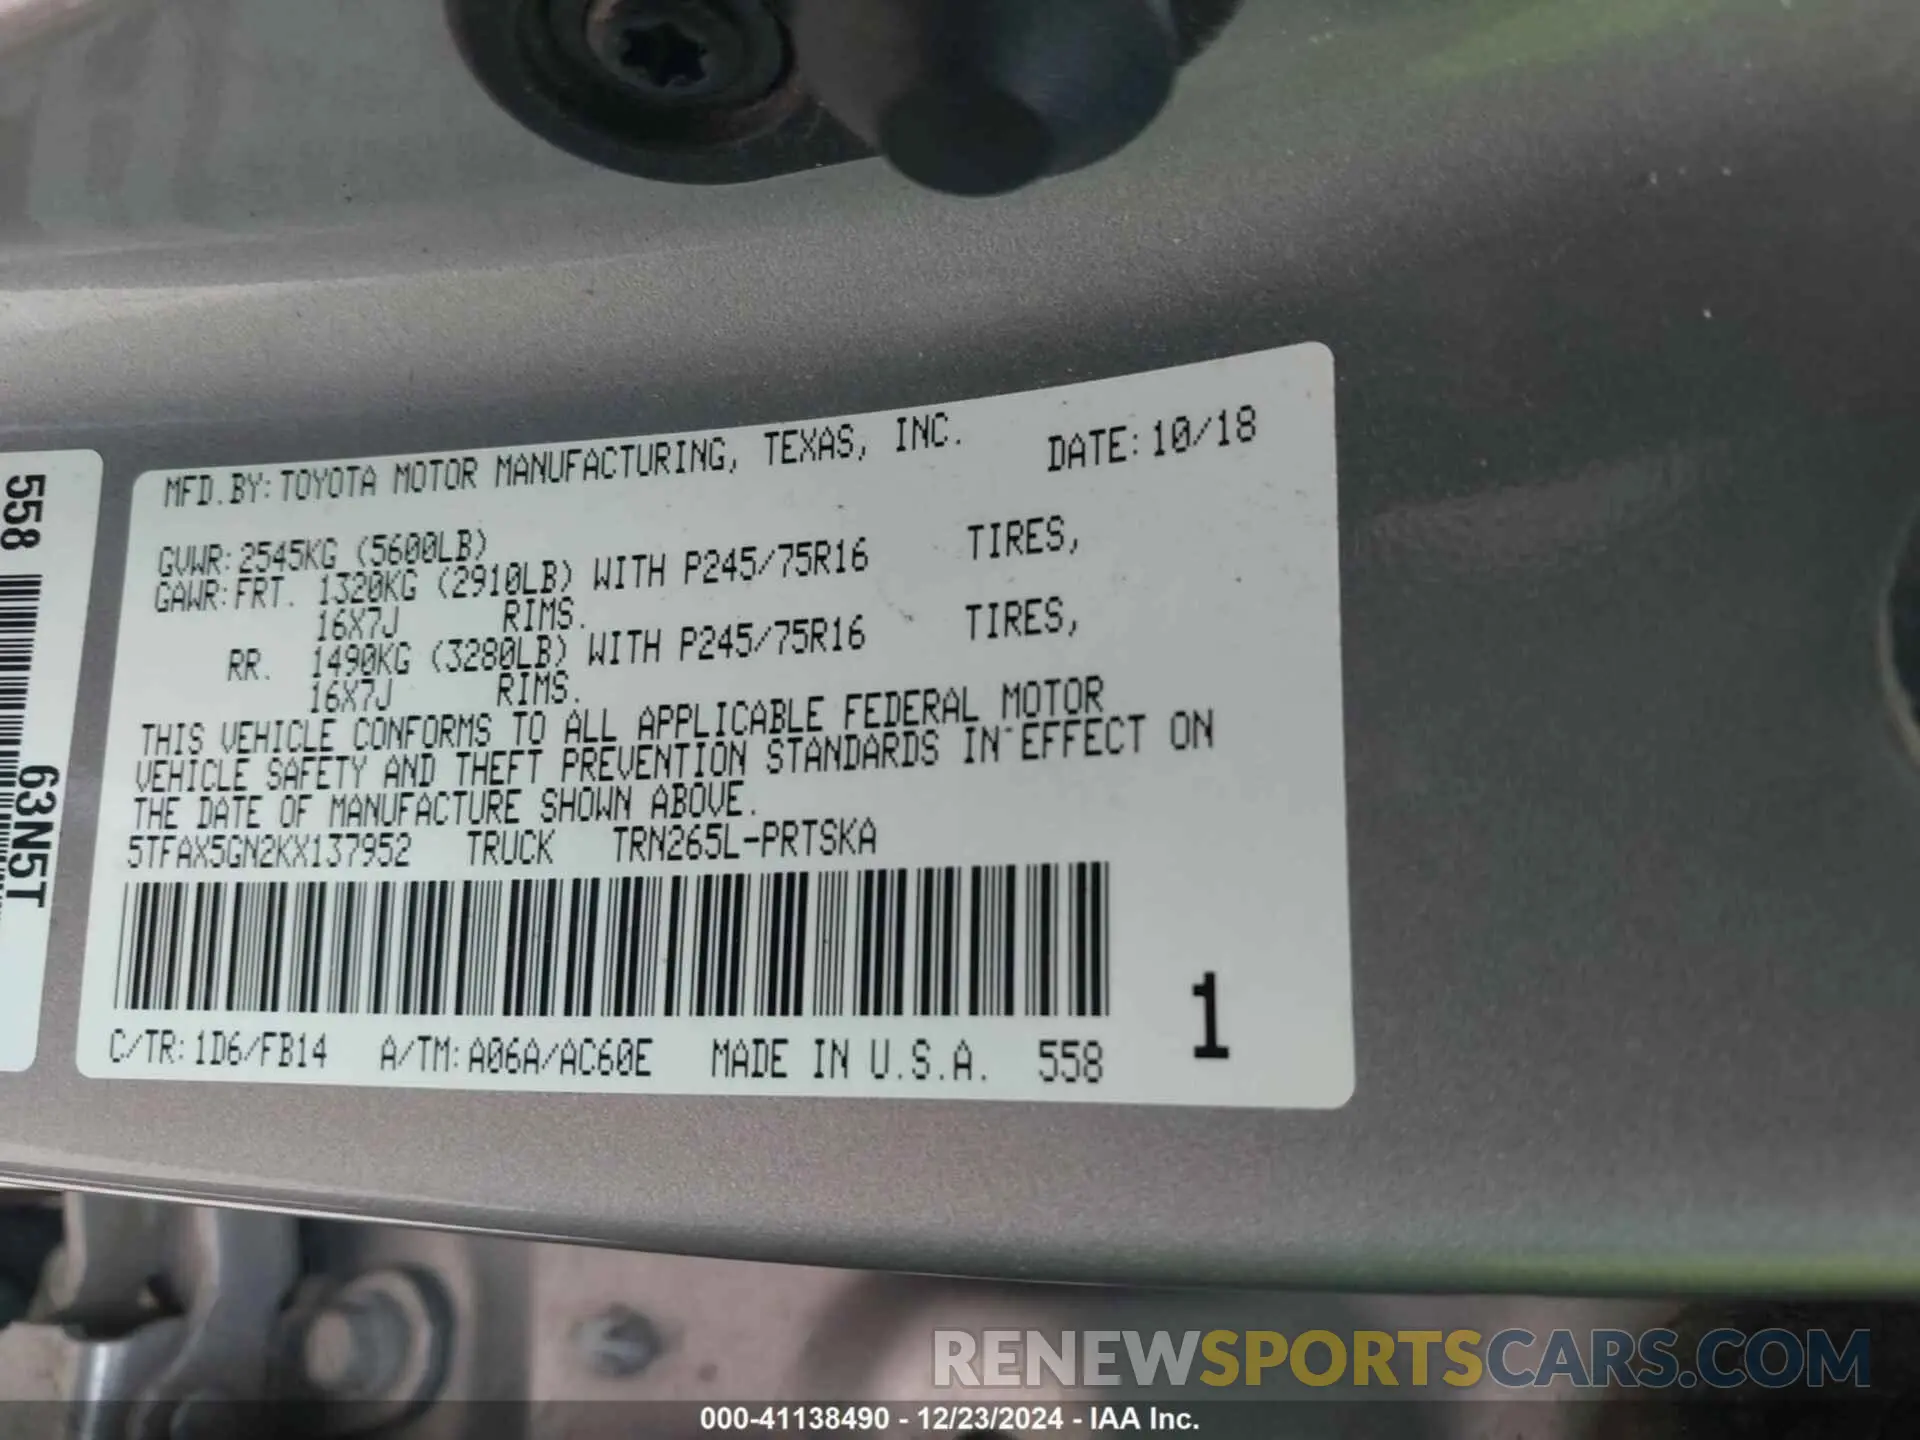 MFD.BY:TOYOTA MOTOR MANUFACTURING, TEXAS, INC. DATE:10/18
GVWR:2545KG (5600LB)
GAWR:FRT. 1320KG (2910LB) WITH P245/75R16 TIRES,
16X7J RIMS.
RR. 1490KG (3280LB) WITH P245/75R16 TIRES,
16X7J RIMS.
THIS VEHICLE CONFORMS TO ALL APPLICABLE FEDERAL MOTOR
VEHICLE SAFETY AND THEFT PREVENTION STANDARDS IN EFFECT ON
THE DATE OF MANUFACTURE SHOWN ABOVE.
5TFAX5GN2KX137952 TRUCK TRN265L-PRTSKA
1
C/TR:1D6/FB14 A/TM:A06A/AC60E MADE IN U.S.A. 558
558
63N5T
RENEWSPORTSCARS.COM
000-41138490 - 12/23/2024 - IAA Inc.